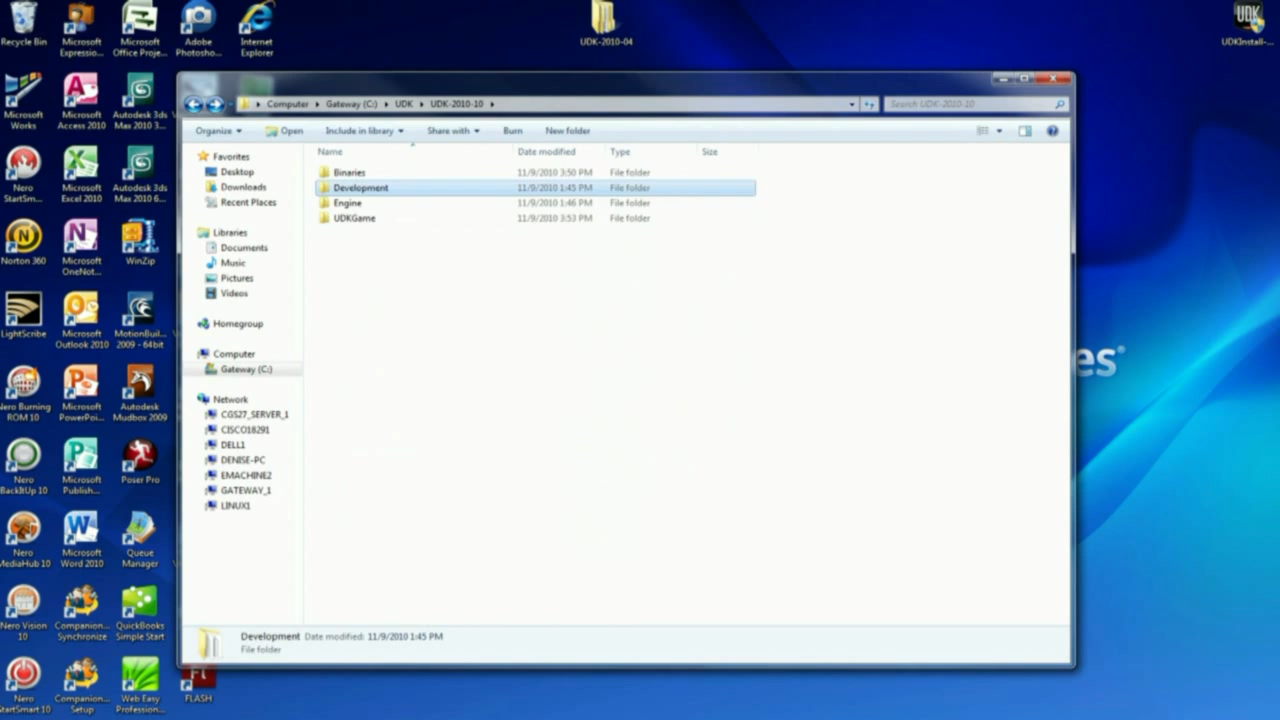 Recycle Bin
Microsoft Expressio...
Microsoft Office Proje...
Adobe Photosho...
Internet Explorer
UDK-2010-04
UDK
UDKInstall-...
Computer Gateway (C:) UDK UDK-2010-10
Search UDK-2010-10
Organize Open Include in library Share with Burn New folder
Name Date modified Type Size
Binaries 11/9/2010 3:50 PM File folder
Development 11/9/2010 1:45 PM File folder
Engine 11/9/2010 1:46 PM File folder
UDKGame 11/9/2010 3:53 PM File folder
Favorites
Desktop
Downloads
Recent Places
Libraries
Documents
Music
Pictures
Videos
Homegroup
Computer
Gateway (C:)
Network
CGS27_SERVER_1
CISCO18291
DELL1
DENISE-PC
EMACHINE2
GATEWAY_1
LINUX1
Development Date modified: 11/9/2010 1:45 PM
File folder
Microsoft Works
Microsoft Access 2010
Autodesk 3ds Max 2010 3...
Nero StartSm...
Microsoft Excel 2010
Autodesk 3ds Max 2010 6...
Norton 360
Microsoft OneNot...
WinZip
LightScribe
Microsoft Outlook 2010
MotionBuil... 2009 - 64bit
Nero Burning ROM 10
Microsoft PowerPoi...
Autodesk Mudbox 2009
Nero BackItUp 10
Microsoft Publish...
Poser Pro
Nero MediaHub 10
Microsoft Word 2010
Queue Manager
Nero Vision 10
Companion... Synchronize
QuickBooks Simple Start
Nero StartSmart 10
Companion... Setup
Web Easy Profession...
FLASH
es®